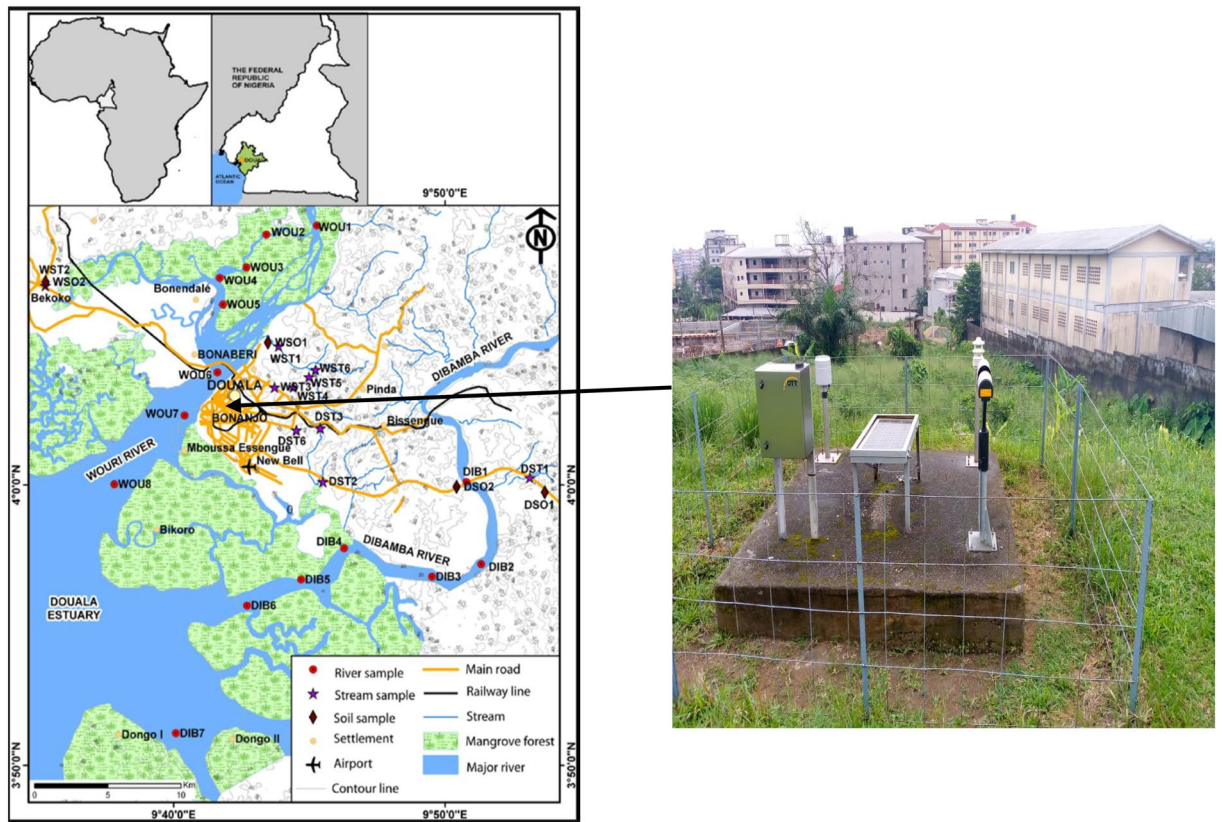 THE FEDERAL
REPUBLIC
OF NIGERIA
DOUALA
ATLANTIC
OCEAN
9°50'0"E
N
WOU1
WOU2
WOU3
WST2
WSO2
WOU4
Bekoko
Bonendalé
WOU5
WSO1
WST1
DIBAMBA RIVER
BONABERI
WOU6
WST6
DOUALA
WST5
WST3
Pinda
WST4
WOU7
BONANJO
DST3
Bissengue
DST6
Mboussa Essengue
WOURI RIVER
New Bell
DIB1
DST1
4°0'0"N
4°0'0"N
WOU8
DST2
DSO2
DSO1
Bikoro
DIB4
DIBAMBA RIVER
DIB2
DIB3
DIB5
DOUALA
ESTUARY
DIB6
River sample
Main road
Stream sample
Railway line
Soil sample
Stream
Settlement
Mangrove forest
Airport
Major river
Contour line
Dongo I
DIB7
Dongo II
3°50'0"N
3°50'0"N
0
5
10
Km
9°40'0"E
9°50'0"E
OTT